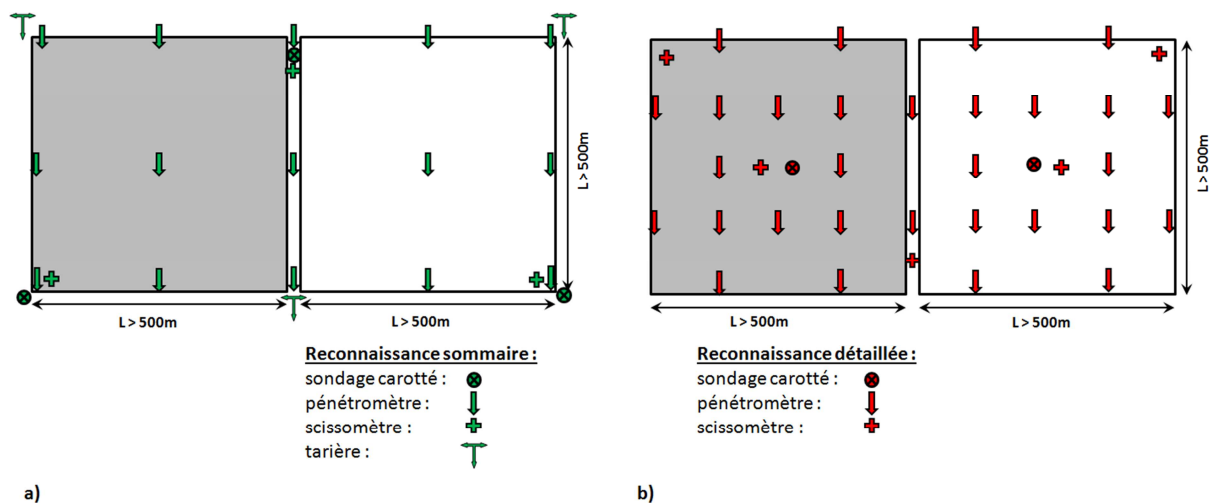 L > 500m
L > 500m
L > 500m
Reconnaissance sommaire :
sondage carotté :
pénétromètre :
scissomètre :
tarière :
a)
L > 500m
L > 500m
L > 500m
Reconnaissance détaillée :
sondage carotté :
pénétromètre :
scissomètre :
b)